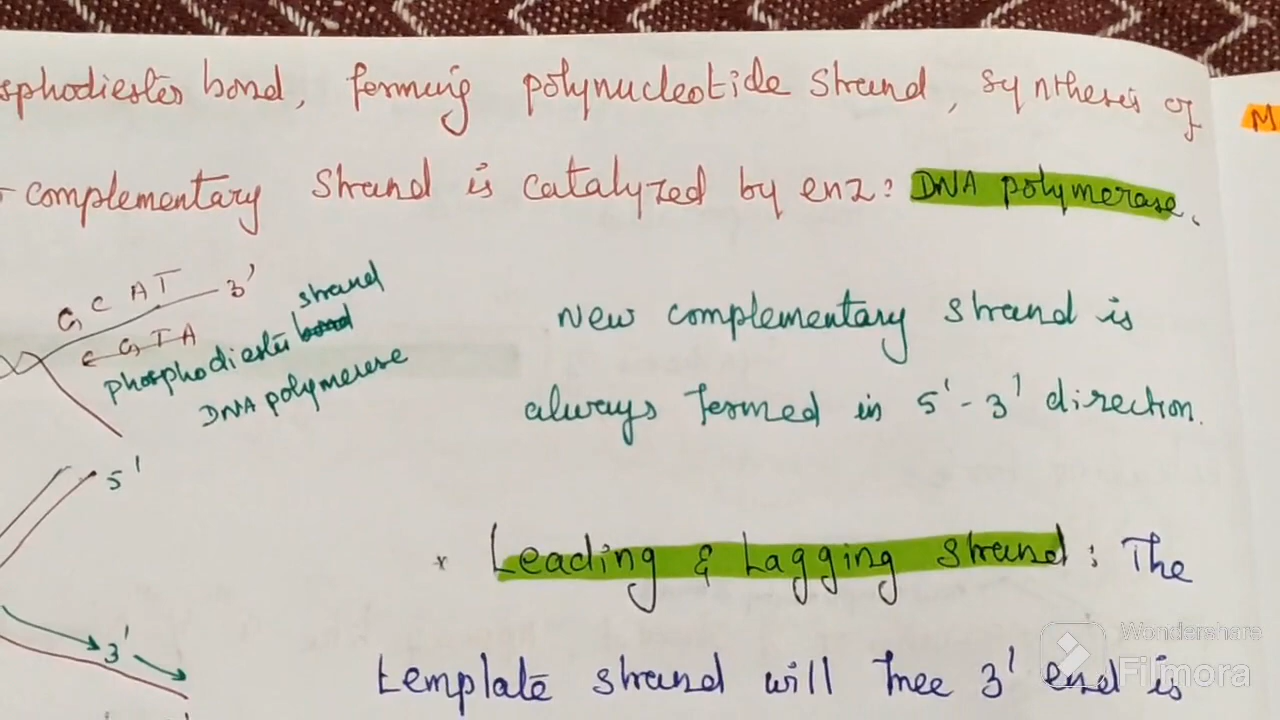 sphodiester bond, forming polynucleotide strand, synthesis of
complementary strand is catalyzed by enz: DNA polymerase.
M
G C A T 3'
C G T A
strand
phosphodiester bond
DNA polymerese
New complementary strand is
always formed in 5'-3' direction.
5'
* Leading & Lagging strand: The
3'
template strand will free 3' end is
Wondershare
Filmora